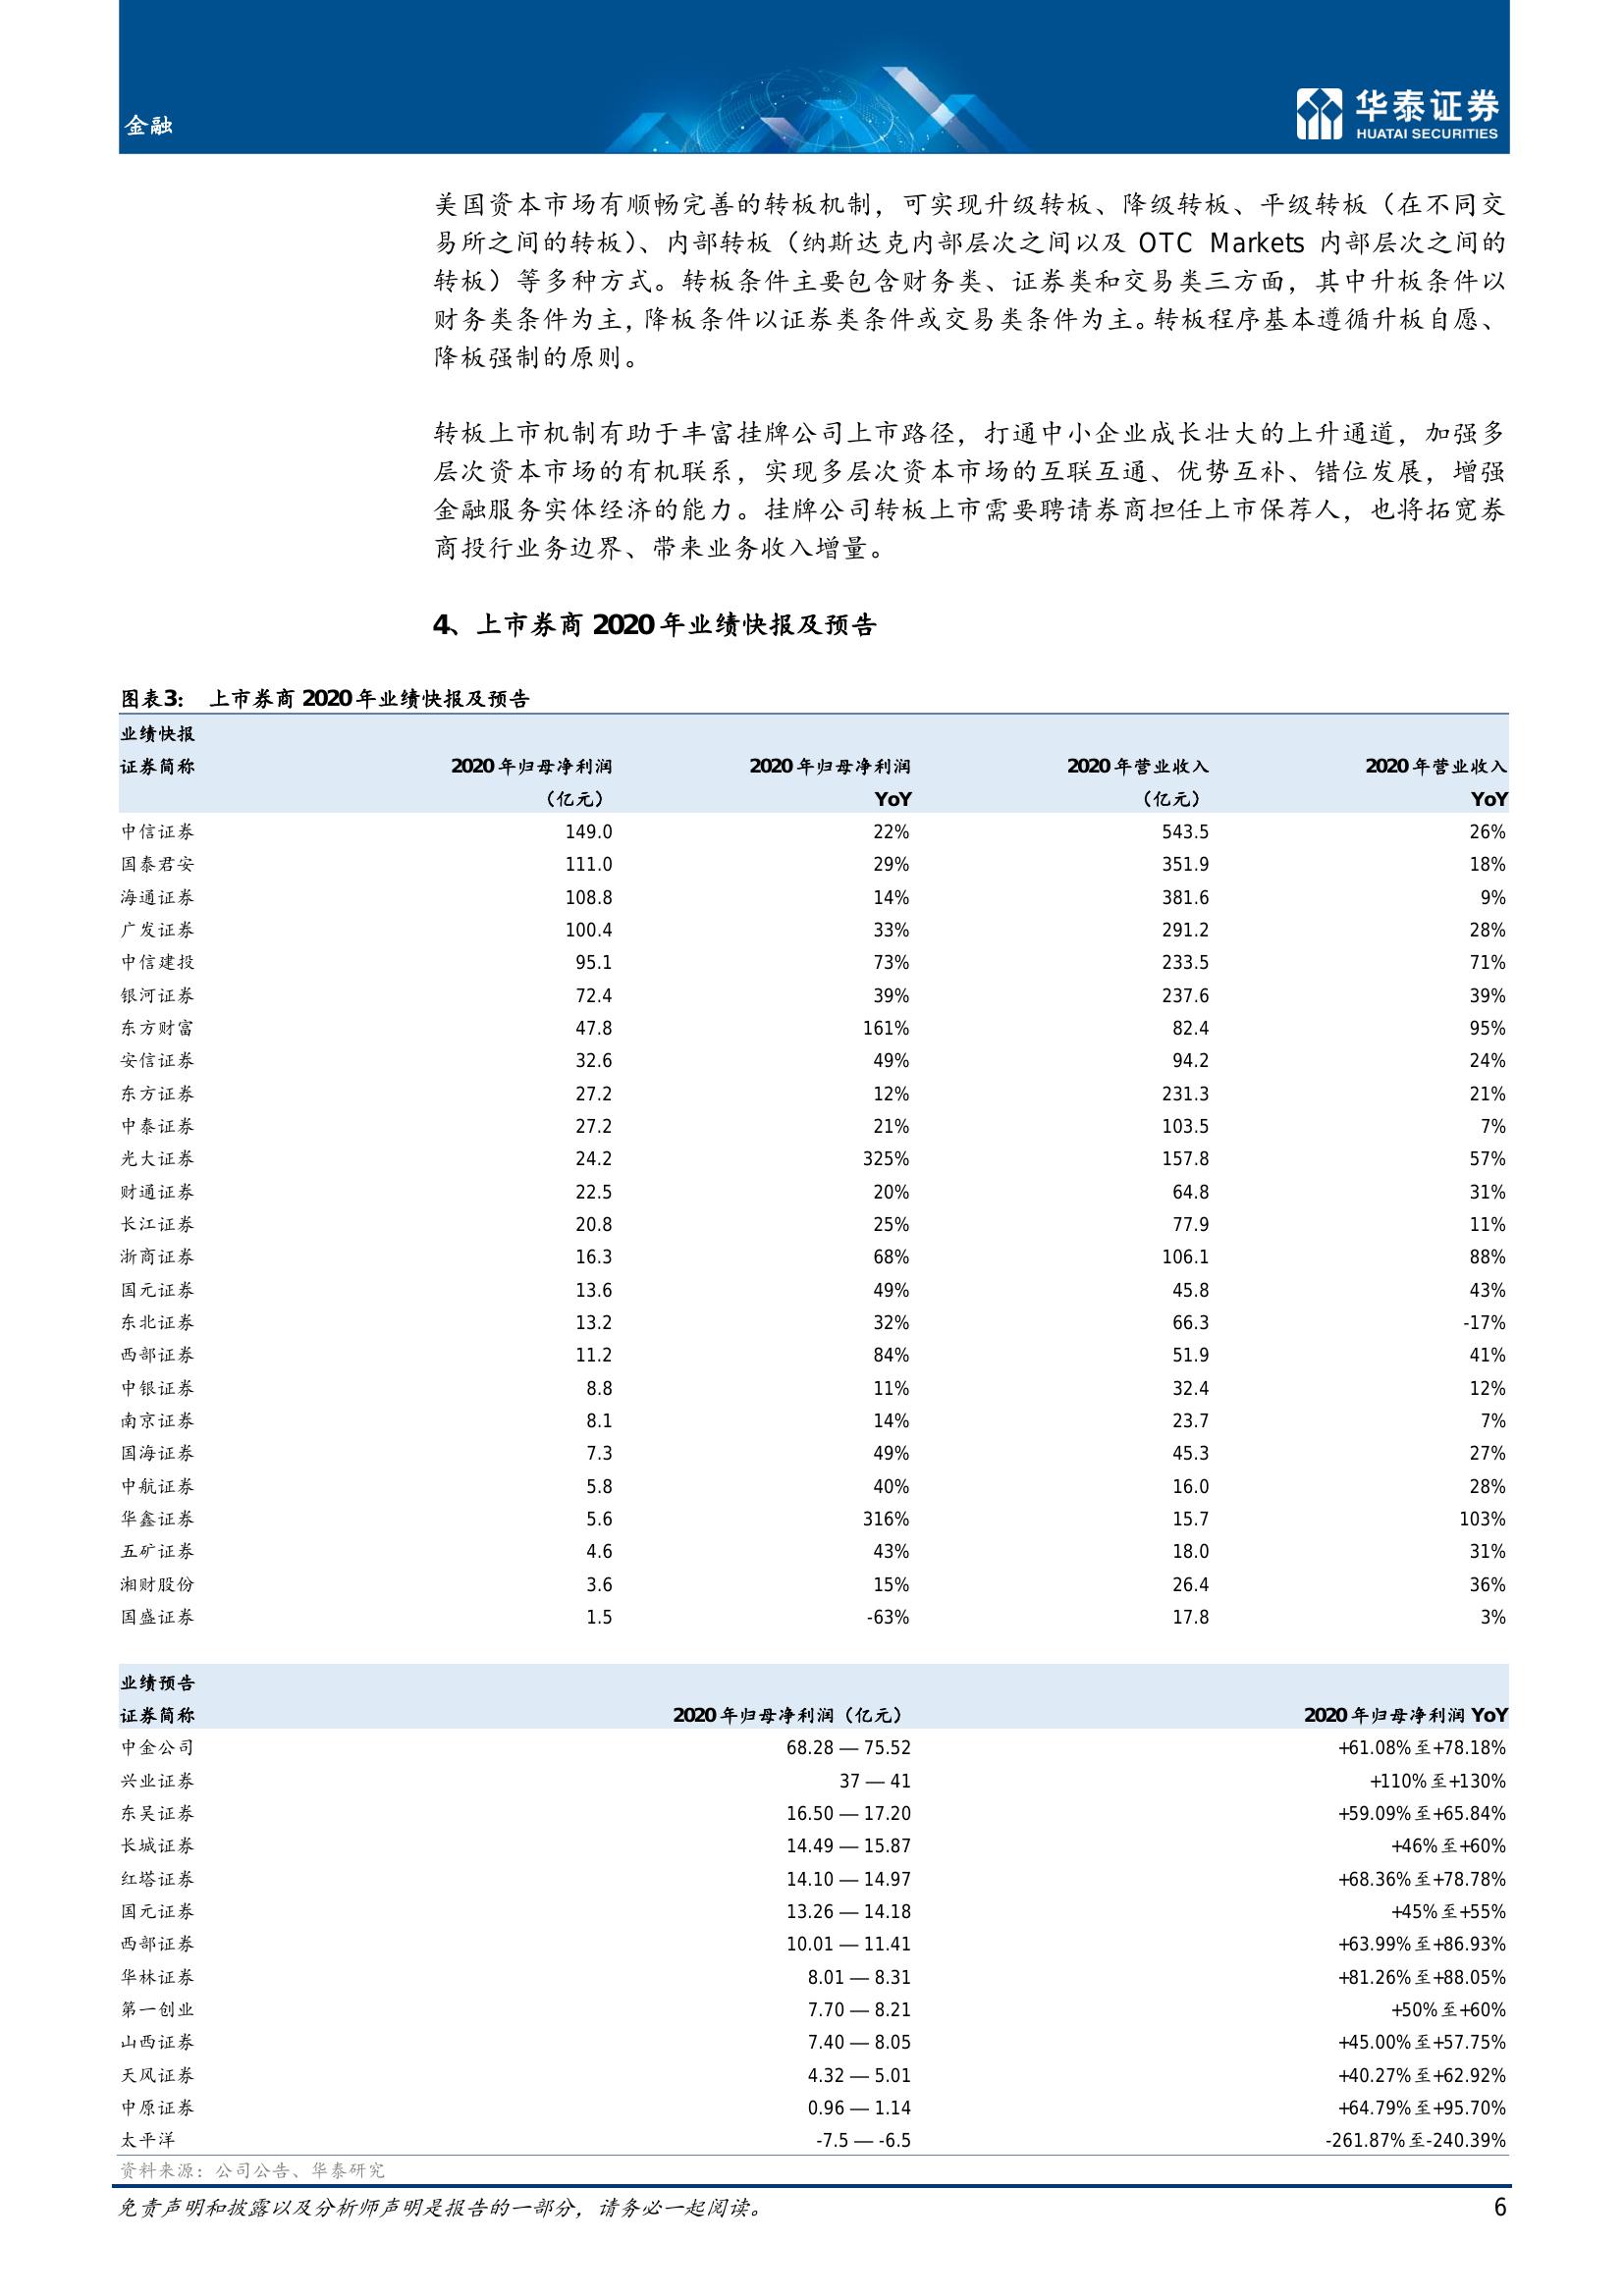 金融
华泰证券
HUATAI SECURITIES
美国资本市场有顺畅完善的转板机制，可实现升级转板、降级转板、平级转板（在不同交
易所之间的转板）、内部转板（纳斯达克内部层次之间以及 OTC Markets 内部层次之间的
转板）等多种方式。转板条件主要包含财务类、证券类和交易类三方面，其中升板条件以
财务类条件为主，降板条件以证券类条件或交易类条件为主。转板程序基本遵循升板自愿、
降板强制的原则。
转板上市机制有助于丰富挂牌公司上市路径，打通中小企业成长壮大的上升通道，加强多
层次资本市场的有机联系，实现多层次资本市场的互联互通、优势互补、错位发展，增强
金融服务实体经济的能力。挂牌公司转板上市需要聘请券商担任上市保荐人，也将拓宽券
商投行业务边界、带来业务收入增量。
4、上市券商 2020 年业绩快报及预告
图表3： 上市券商 2020 年业绩快报及预告
业绩快报
证券简称 2020 年归母净利润 2020 年归母净利润 2020 年营业收入 2020 年营业收入
（亿元） YoY （亿元） YoY
中信证券 149.0 22% 543.5 26%
国泰君安 111.0 29% 351.9 18%
海通证券 108.8 14% 381.6 9%
广发证券 100.4 33% 291.2 28%
中信建投 95.1 73% 233.5 71%
银河证券 72.4 39% 237.6 39%
东方财富 47.8 161% 82.4 95%
安信证券 32.6 49% 94.2 24%
东方证券 27.2 12% 231.3 21%
中泰证券 27.2 21% 103.5 7%
光大证券 24.2 325% 157.8 57%
财通证券 22.5 20% 64.8 31%
长江证券 20.8 25% 77.9 11%
浙商证券 16.3 68% 106.1 88%
国元证券 13.6 49% 45.8 43%
东北证券 13.2 32% 66.3 -17%
西部证券 11.2 84% 51.9 41%
中银证券 8.8 11% 32.4 12%
南京证券 8.1 14% 23.7 7%
国海证券 7.3 49% 45.3 27%
中航证券 5.8 40% 16.0 28%
华鑫证券 5.6 316% 15.7 103%
五矿证券 4.6 43% 18.0 31%
湘财股份 3.6 15% 26.4 36%
国盛证券 1.5 -63% 17.8 3%
业绩预告
证券简称 2020 年归母净利润（亿元） 2020 年归母净利润 YoY
中金公司 68.28 — 75.52 +61.08%至+78.18%
兴业证券 37 — 41 +110%至+130%
东吴证券 16.50 — 17.20 +59.09%至+65.84%
长城证券 14.49 — 15.87 +46%至+60%
红塔证券 14.10 — 14.97 +68.36%至+78.78%
国元证券 13.26 — 14.18 +45%至+55%
西部证券 10.01 — 11.41 +63.99%至+86.93%
华林证券 8.01 — 8.31 +81.26%至+88.05%
第一创业 7.70 — 8.21 +50%至+60%
山西证券 7.40 — 8.05 +45.00%至+57.75%
天风证券 4.32 — 5.01 +40.27%至+62.92%
中原证券 0.96 — 1.14 +64.79%至+95.70%
太平洋 -7.5 — -6.5 -261.87%至-240.39%
资料来源：公司公告、华泰研究
免责声明和披露以及分析师声明是报告的一部分，请务必一起阅读。 6